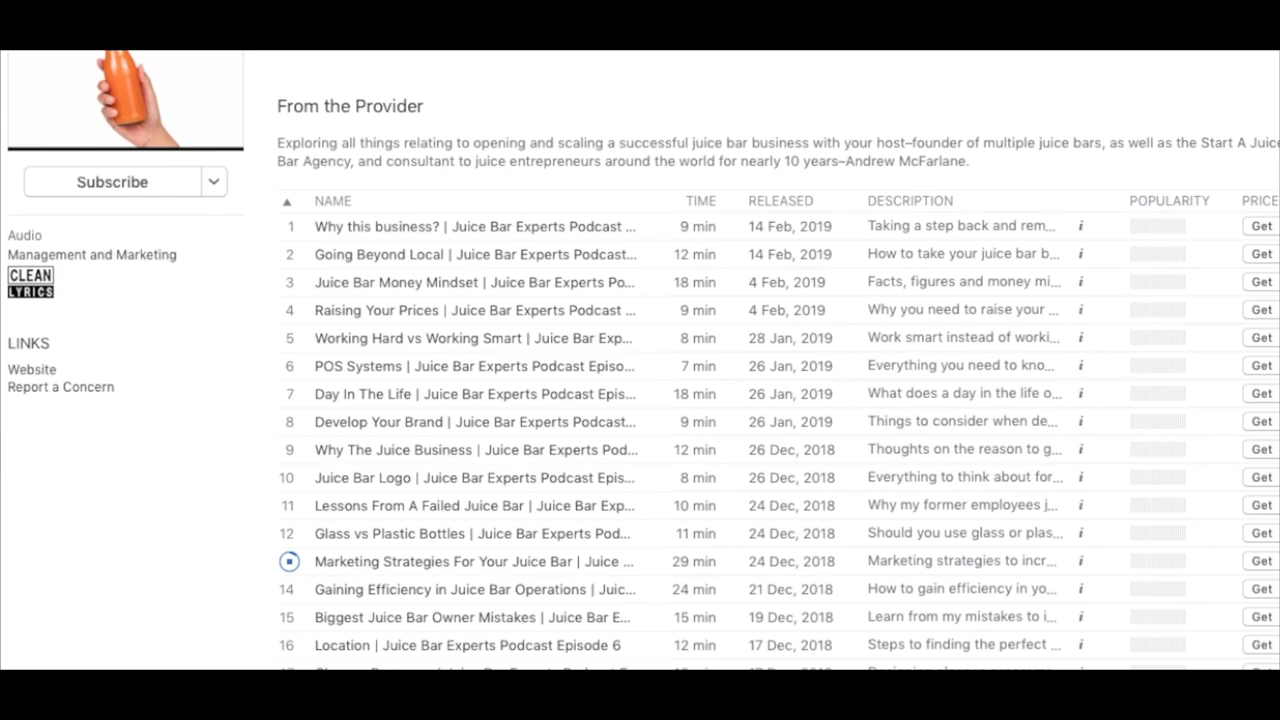 From the Provider
Exploring all things relating to opening and scaling a successful juice bar business with your host–founder of multiple juice bars, as well as the Start A Juice
Bar Agency, and consultant to juice entrepreneurs around the world for nearly 10 years–Andrew McFarlane.
Subscribe
Audio
Management and Marketing
CLEAN
LYRICS
LINKS
Website
Report a Concern
NAME TIME RELEASED DESCRIPTION POPULARITY PRICE
1 Why this business? | Juice Bar Experts Podcast ... 9 min 14 Feb, 2019 Taking a step back and rem... i Get
2 Going Beyond Local | Juice Bar Experts Podcast... 12 min 14 Feb, 2019 How to take your juice bar b... i Get
3 Juice Bar Money Mindset | Juice Bar Experts Po... 18 min 4 Feb, 2019 Facts, figures and money mi... i Get
4 Raising Your Prices | Juice Bar Experts Podcast ... 9 min 4 Feb, 2019 Why you need to raise your ... i Get
5 Working Hard vs Working Smart | Juice Bar Exp... 8 min 28 Jan, 2019 Work smart instead of worki... i Get
6 POS Systems | Juice Bar Experts Podcast Episo... 7 min 26 Jan, 2019 Everything you need to kno... i Get
7 Day In The Life | Juice Bar Experts Podcast Epis... 18 min 26 Jan, 2019 What does a day in the life o... i Get
8 Develop Your Brand | Juice Bar Experts Podcast... 9 min 26 Jan, 2019 Things to consider when de... i Get
9 Why The Juice Business | Juice Bar Experts Pod... 12 min 26 Dec, 2018 Thoughts on the reason to g... i Get
10 Juice Bar Logo | Juice Bar Experts Podcast Epis... 8 min 26 Dec, 2018 Everything to think about for... i Get
11 Lessons From A Failed Juice Bar | Juice Bar Exp... 10 min 24 Dec, 2018 Why my former employees j... i Get
12 Glass vs Plastic Bottles | Juice Bar Experts Pod... 11 min 24 Dec, 2018 Should you use glass or plas... i Get
Marketing Strategies For Your Juice Bar | Juice ... 29 min 24 Dec, 2018 Marketing strategies to incr... i Get
14 Gaining Efficiency in Juice Bar Operations | Juic... 24 min 21 Dec, 2018 How to gain efficiency in yo... i Get
15 Biggest Juice Bar Owner Mistakes | Juice Bar E... 15 min 19 Dec, 2018 Learn from my mistakes to i... i Get
16 Location | Juice Bar Experts Podcast Episode 6 12 min 17 Dec, 2018 Steps to finding the perfect ... i Get